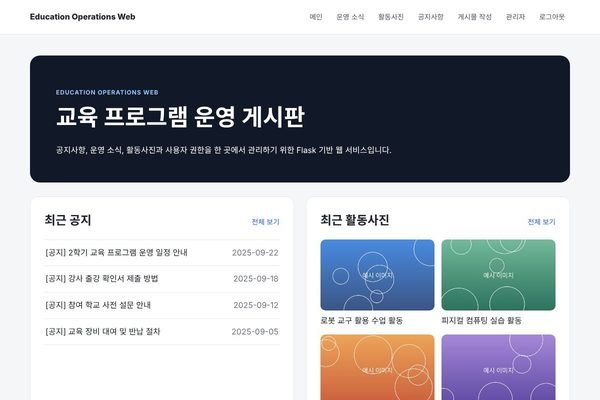 Education Operations Web
메인 운영 소식 활동사진 공지사항 게시물 작성 관리자 로그아웃
EDUCATION OPERATIONS WEB
교육 프로그램 운영 게시판
공지사항, 운영 소식, 활동사진과 사용자 권한을 한 곳에서 관리하기 위한 Flask 기반 웹 서비스입니다.
최근 공지 전체 보기
[공지] 2학기 교육 프로그램 운영 일정 안내 2025-09-22
[공지] 강사 출강 확인서 제출 방법 2025-09-18
[공지] 참여 학교 사전 설문 안내 2025-09-12
[공지] 교육 장비 대여 및 반납 절차 2025-09-05
최근 활동사진 전체 보기
예시 이미지 예시 이미지
로봇 교구 활용 수업 활동 피지컬 컴퓨팅 실습 활동
예시 이미지 예시 이미지